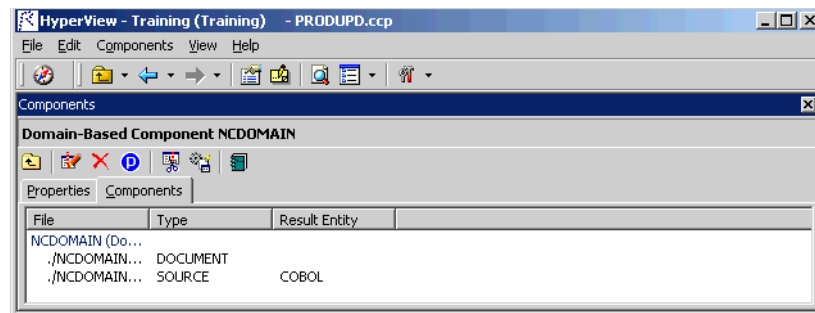 HyperView - Training (Training) - PRODUPD.ccp
File Edit Components View Help
Components
Domain-Based Component NCDOMAIN
Properties Components
File Type Result Entity
NCDOMAIN (Do...
./NCDOMAIN... DOCUMENT
./NCDOMAIN... SOURCE COBOL